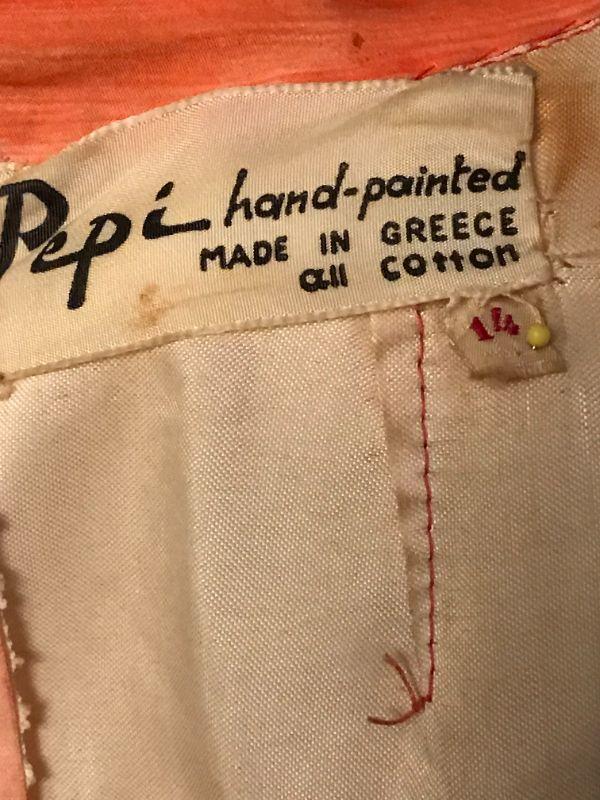 Pepi hand-painted
MADE IN GREECE
all cotton
14